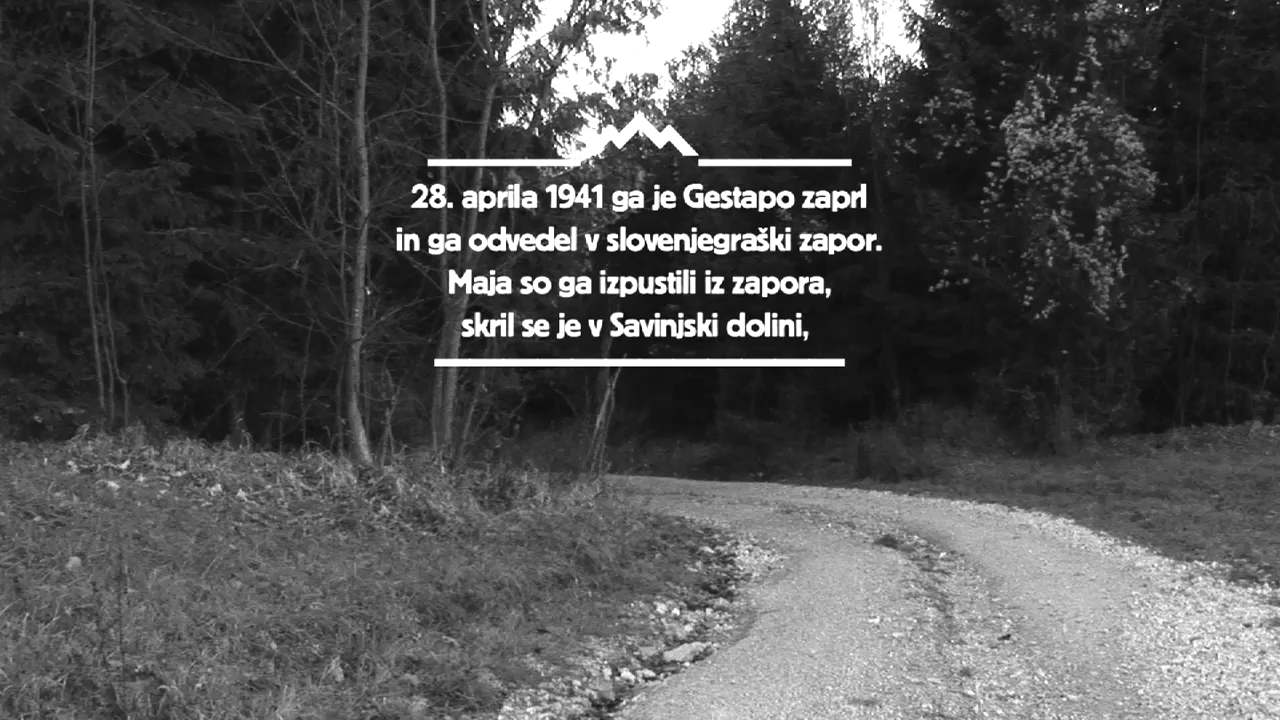 28. aprila 1941 ga je Gestapo zaprl
in ga odvedel v slovenjegraški zapor.
Maja so ga izpustili iz zapora,
skril se je v Savinjski dolini,